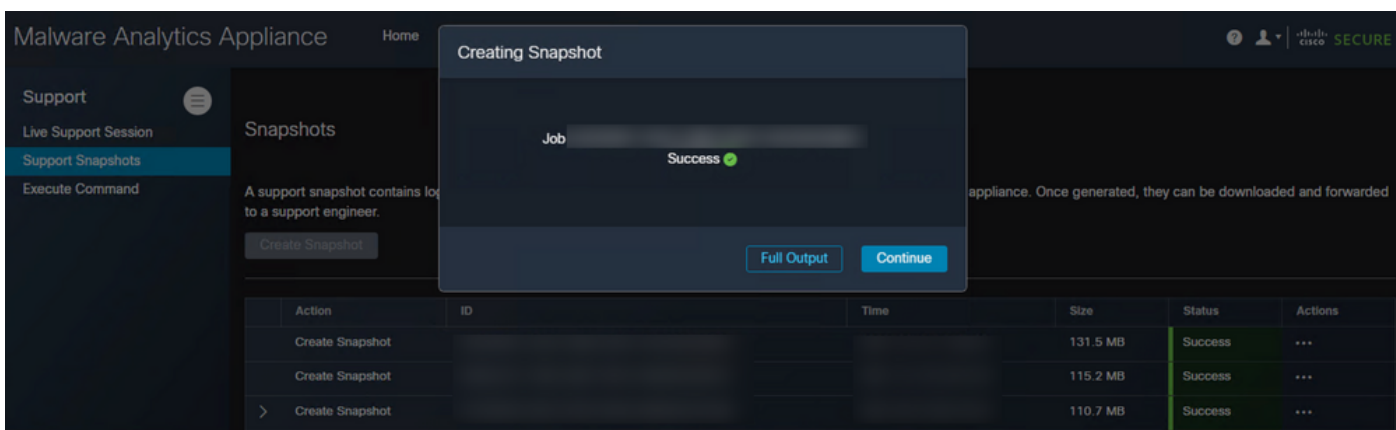 Malware Analytics Appliance
Home
? cisco SECURE
Creating Snapshot
Support
Live Support Session
Support Snapshots
Execute Command
Snapshots
Job
Success
A support snapshot contains log appliance. Once generated, they can be downloaded and forwarded
to a support engineer.
Create Snapshot
Full Output Continue
Action ID Time Size Status Actions
Create Snapshot 131.5 MB Success ...
Create Snapshot 115.2 MB Success ...
> Create Snapshot 110.7 MB Success ...